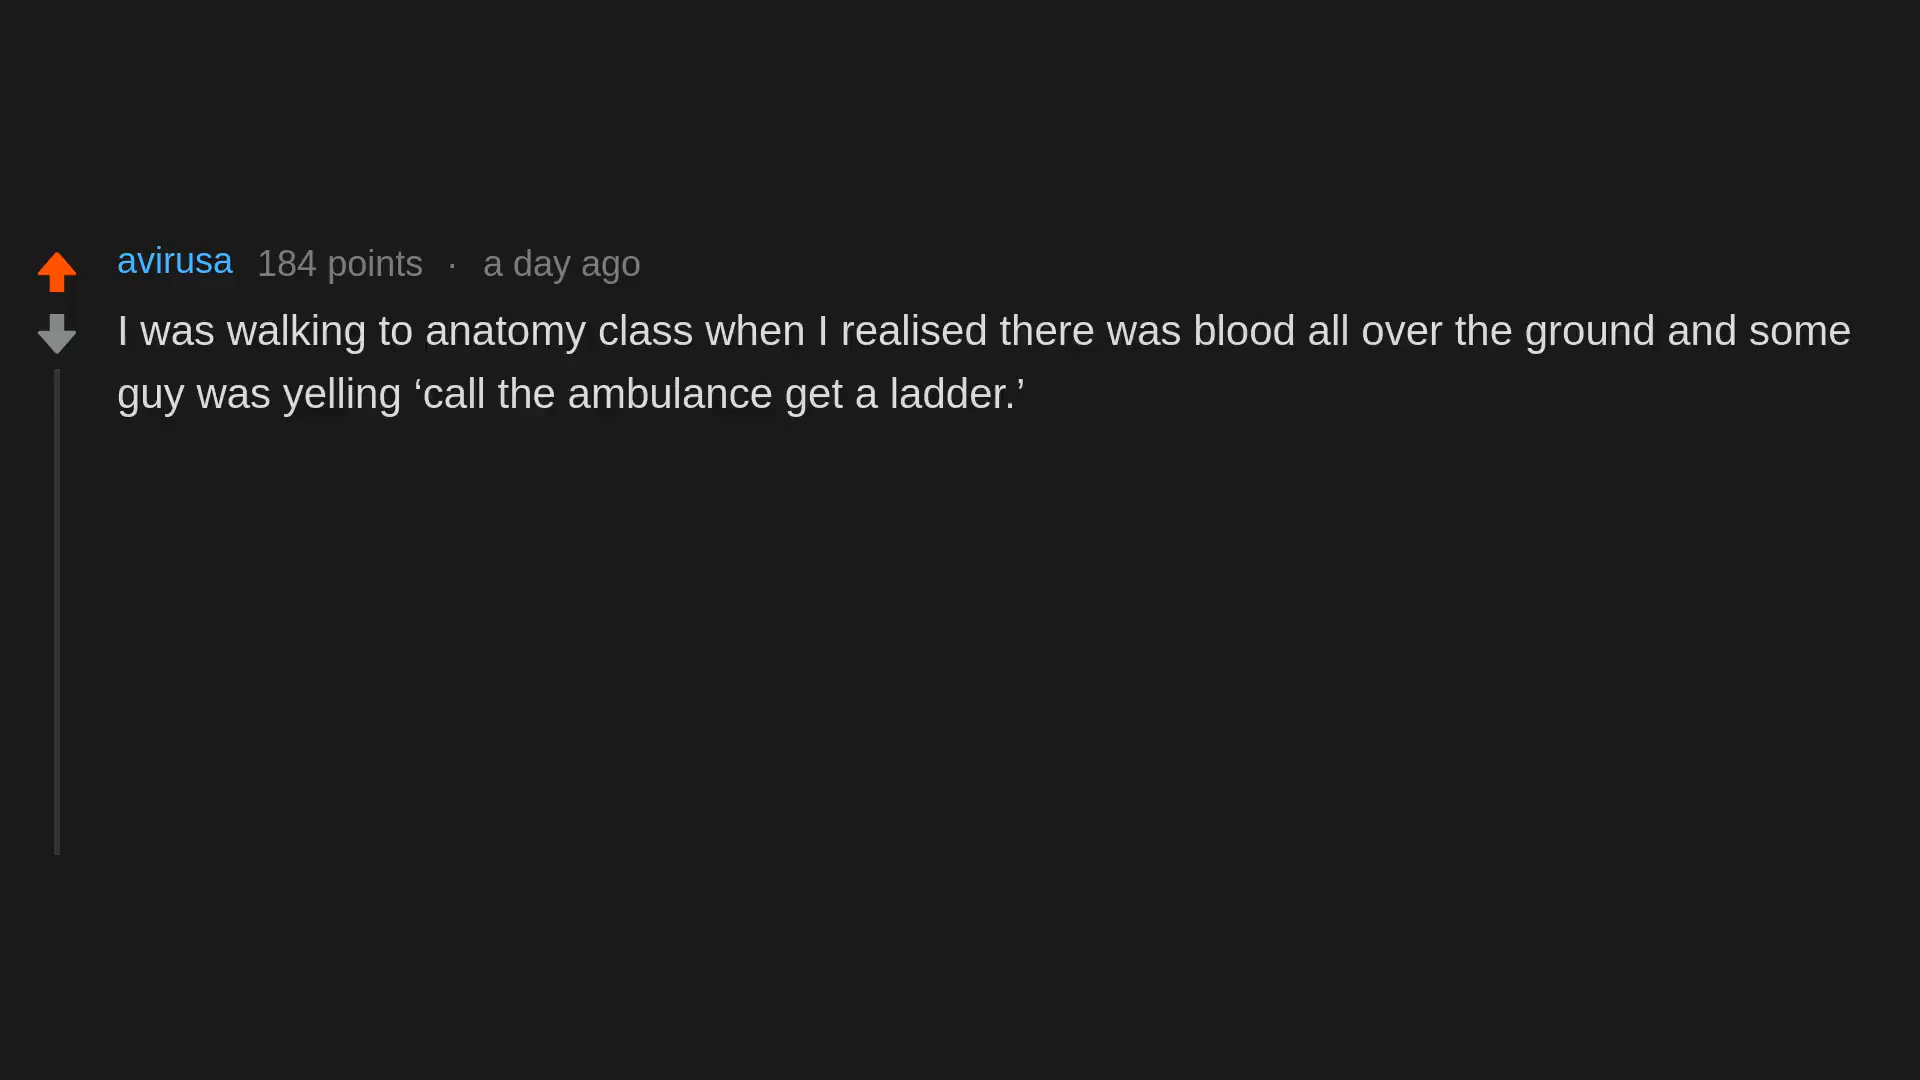 avirusa 184 points · a day ago
I was walking to anatomy class when I realised there was blood all over the ground and some
guy was yelling ‘call the ambulance get a ladder.’